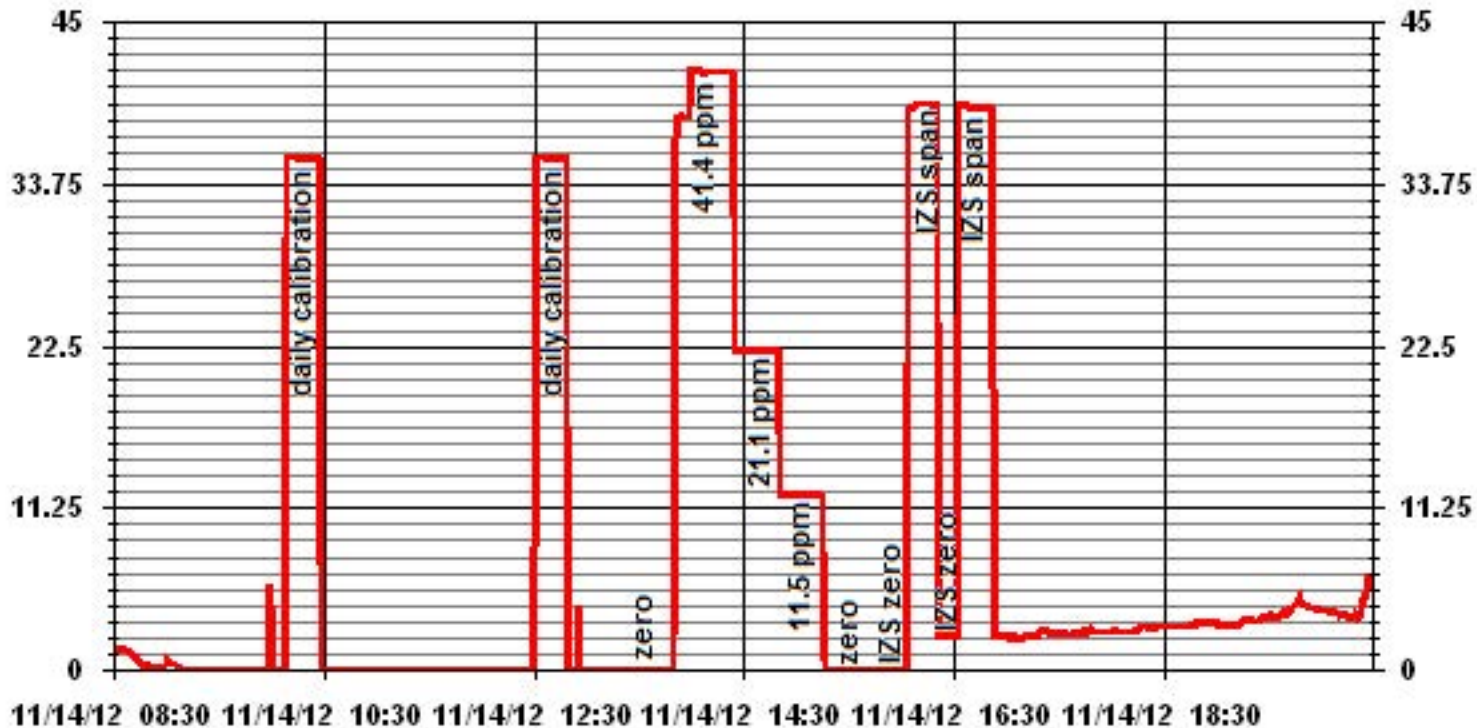 45 45
41.4 ppm
IZS span
IZS span
33.75 33.75
daily calibration
daily calibration
22.5 22.5
21.1 ppm
11.25 11.25
11.5 ppm
IZS zero
IZS zero
zero
zero
0 0
11/14/12 08:30 11/14/12 10:30 11/14/12 12:30 11/14/12 14:30 11/14/12 16:30 11/14/12 18:30